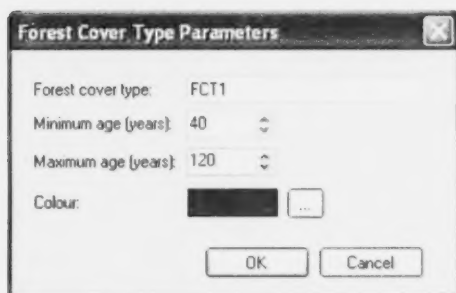 Forest Cover Type Parameters
Forest cover type: FCT1
Minimum age (years): 40
Maximum age (years): 120
Colour: ...
OK Cancel